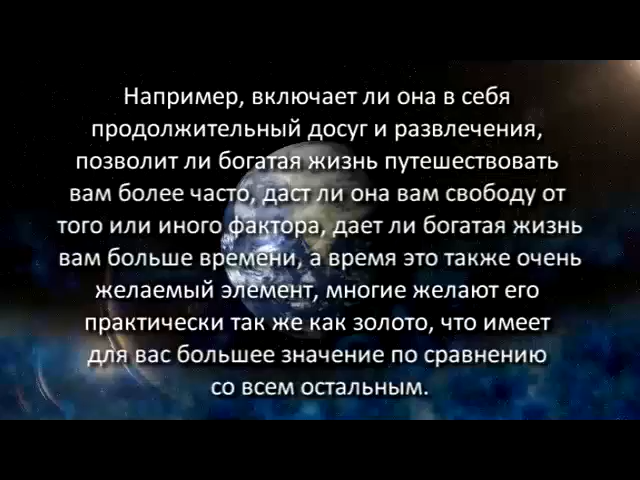 Например, включает ли она в себя
продолжительный досуг и развлечения,
позволит ли богатая жизнь путешествовать
вам более часто, даст ли она вам свободу от
того или иного фактора, дает ли богатая жизнь
вам больше времени, а время это также очень
желаемый элемент, многие желают его
практически так же как золото, что имеет
для вас большее значение по сравнению
со всем остальным.